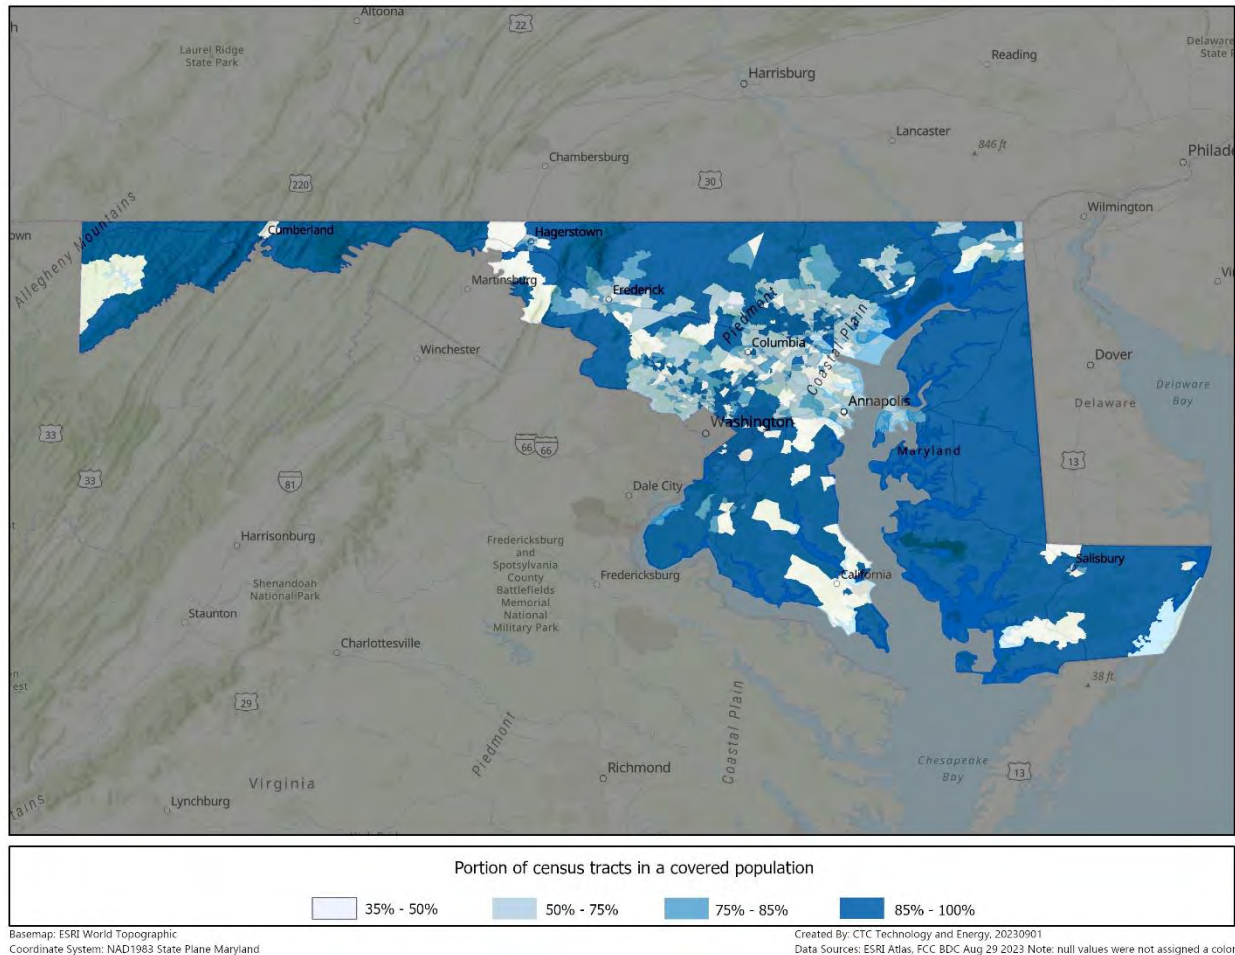 Altoona
22
h
Laurel Ridge
State Park
Harrisburg
Reading
Delaware
State F
Lancaster
846 ft
Chambersburg
30
Philade
220
Wilmington
Allegheny Mountains
own
Cumberland
Hagerstown
Martinsburg
Frederick
Piedmont
Columbia
Coastal Plain
Winchester
Dover
Delaware
Bay
Annapolis
Delaware
Washington
33
66
66
Maryland
13
33
81
Dale City
Harrisonburg
Fredericksburg
and
Spotsylvania
County
Battlefields
Memorial
National
Military Park
Salisbury
Shenandoah
National Park
Fredericksburg
California
Staunton
Charlottesville
est
38 ft
29
Piedmont
Coastal Plain
Chesapeake
Bay
13
Richmond
Virginia
Lynchburg
tains
Portion of census tracts in a covered population
35% - 50%
50% - 75%
75% - 85%
85% - 100%
Basemap: ESRI World Topographic
Coordinate System: NAD1983 State Plane Maryland
Created By: CTC Technology and Energy, 20230901
Data Sources: ESRI Atlas, FCC BDC Aug 29 2023 Note: null values were not assigned a color